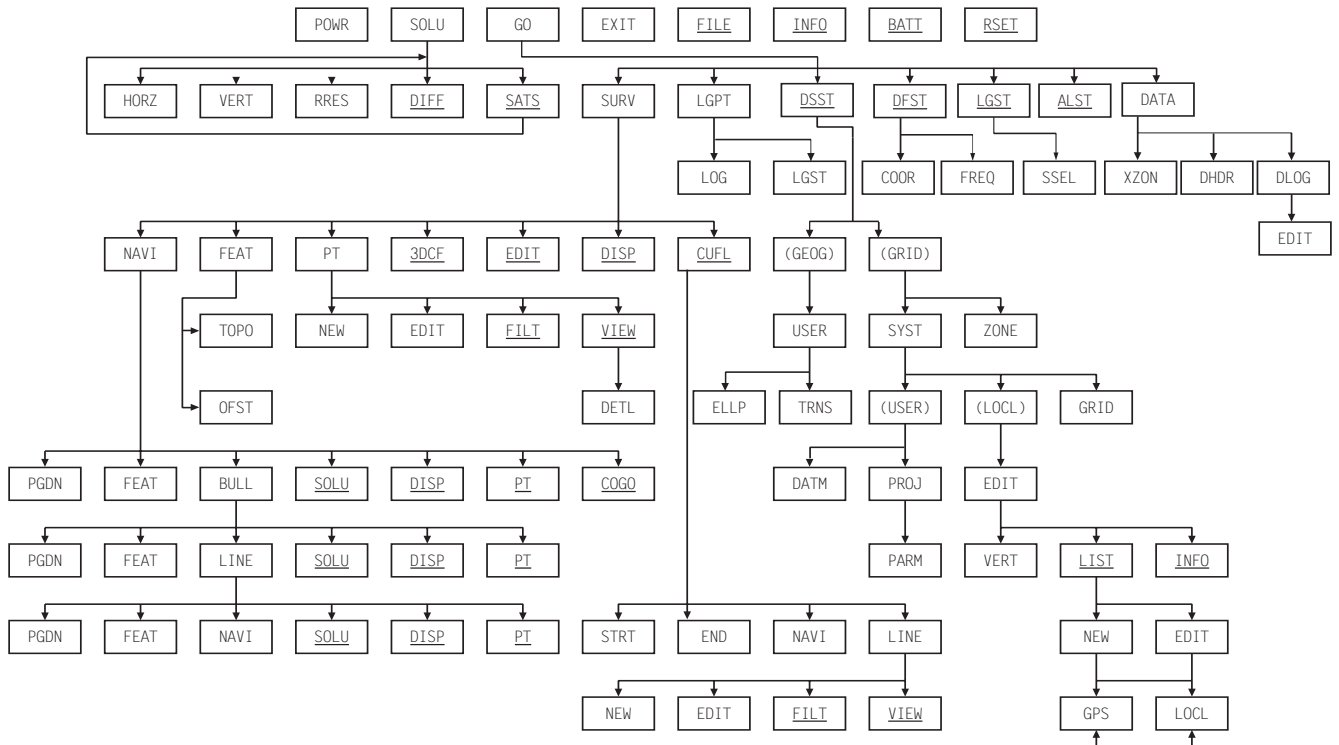 POWR SOLU GO EXIT FILE INFO BATT RSET
HORZ VERT RRES DIFF SATS SURV LGPT DSST DFST LGST ALST DATA
LOG LGST COOR FREQ SSEL XZON DHDR DLOG
NAVI FEAT PT 3DCF EDIT DISP CUFL (GEOG) (GRID) EDIT
TOPO NEW EDIT FILT VIEW USER SYST ZONE
OFST DETL ELLP TRNS (USER) (LOCL) GRID
PGDN FEAT BULL SOLU DISP PT COGO DATM PROJ EDIT
PGDN FEAT LINE SOLU DISP PT PARM VERT LIST INFO
PGDN FEAT NAVI SOLU DISP PT STRT END NAVI LINE NEW EDIT
NEW EDIT FILT VIEW GPS LOCL